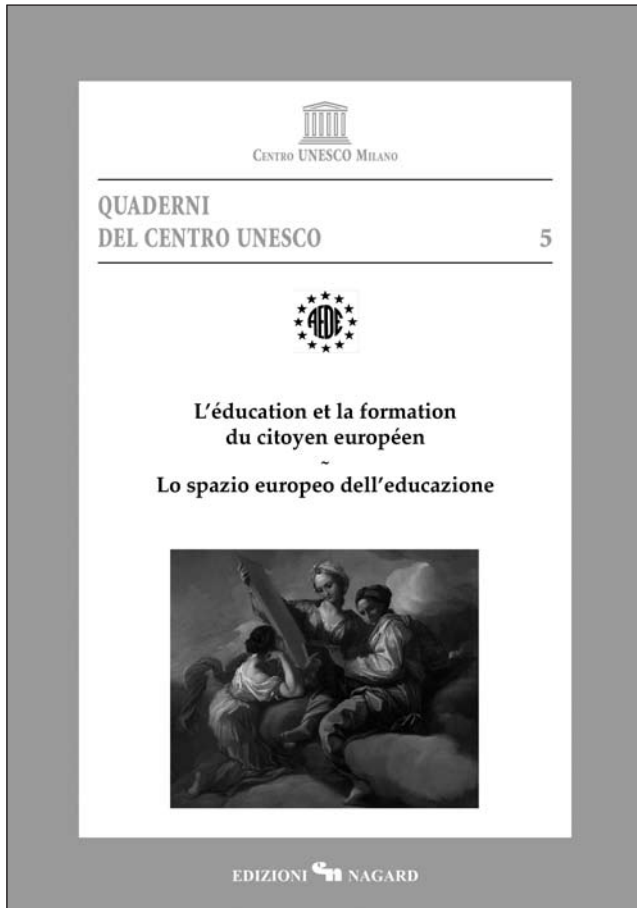 CENTRO UNESCO MILANO
QUADERNI
DEL CENTRO UNESCO 5
AEDE
L'éducation et la formation
du citoyen européen
~
Lo spazio europeo dell'educazione
EDIZIONI en NAGARD